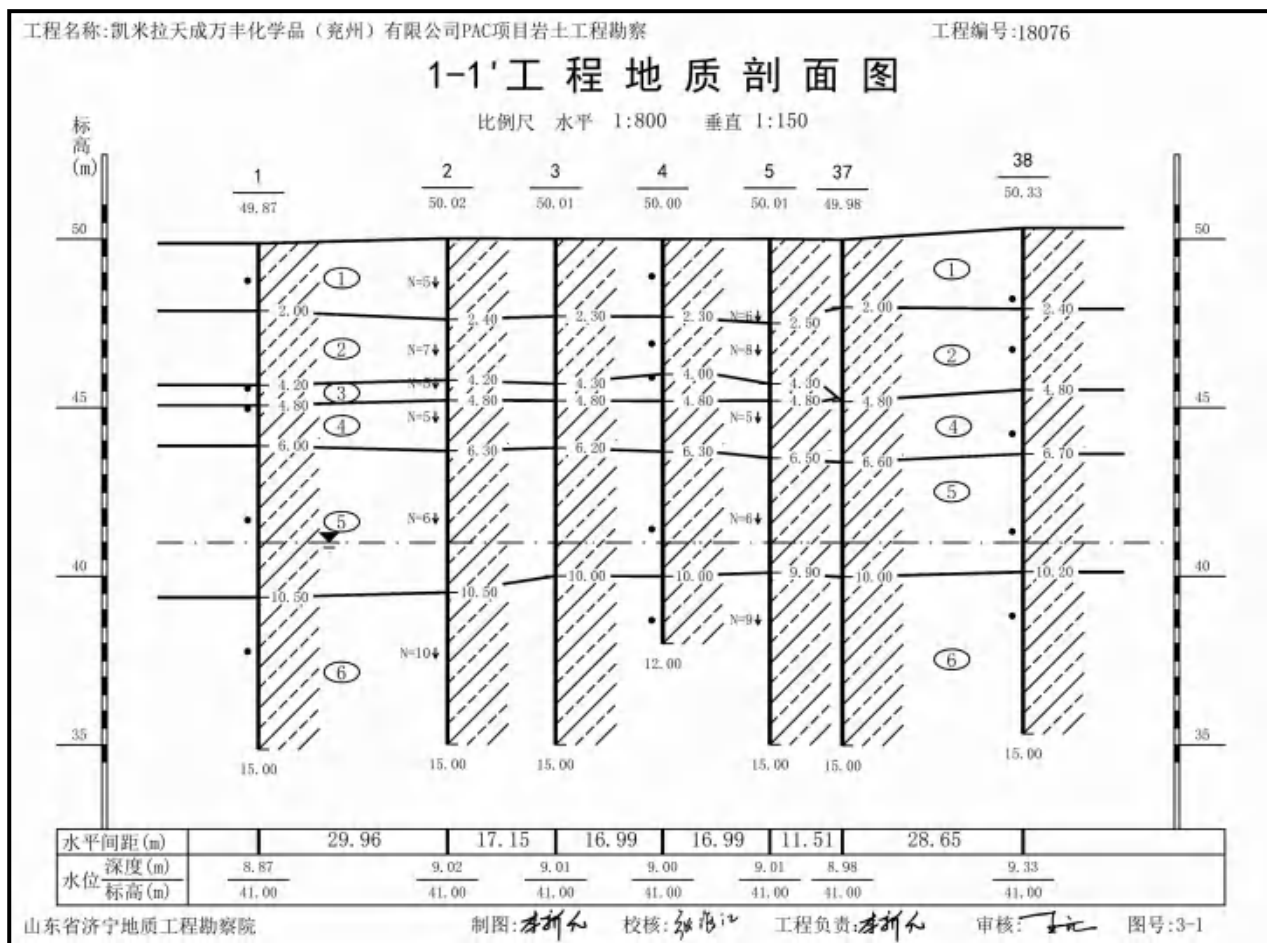 工程名称:凯米拉天成万丰化学品（兖州）有限公司PAC项目岩土工程勘察 工程编号:18076
1-1'工程地质剖面图
比例尺 水平 1:800 垂直 1:150
标高(m)
1 2 3 4 5 37 38
49.87 50.02 50.01 50.00 50.01 49.98 50.33
50 50
① N=5 ①
2.00 2.40 2.30 2.30 N=6 2.50 2.00 2.40
② N=7 N=8 ②
4.20 4.20 4.30 4.00 4.30
③
4.80 4.80 4.80 4.80 4.80 4.80 4.80
45 45
④ N=5 N=5 ④
6.00 6.30 6.20 6.30 6.50 6.60 6.70
⑤ N=6 N=6 ⑤
40 40
10.50 10.50 10.00 10.00 9.90 10.00 10.20
N=9
⑥ N=10 ⑥
12.00
35 35
15.00 15.00 15.00 15.00 15.00 15.00
水平间距(m) 29.96 17.15 16.99 16.99 11.51 28.65
水位 深度(m) 8.87 9.02 9.01 9.00 9.01 8.98 9.33
标高(m) 41.00 41.00 41.00 41.00 41.00 41.00 41.00
山东省济宁地质工程勘察院 制图: 校核: 工程负责: 审核: 图号:3-1